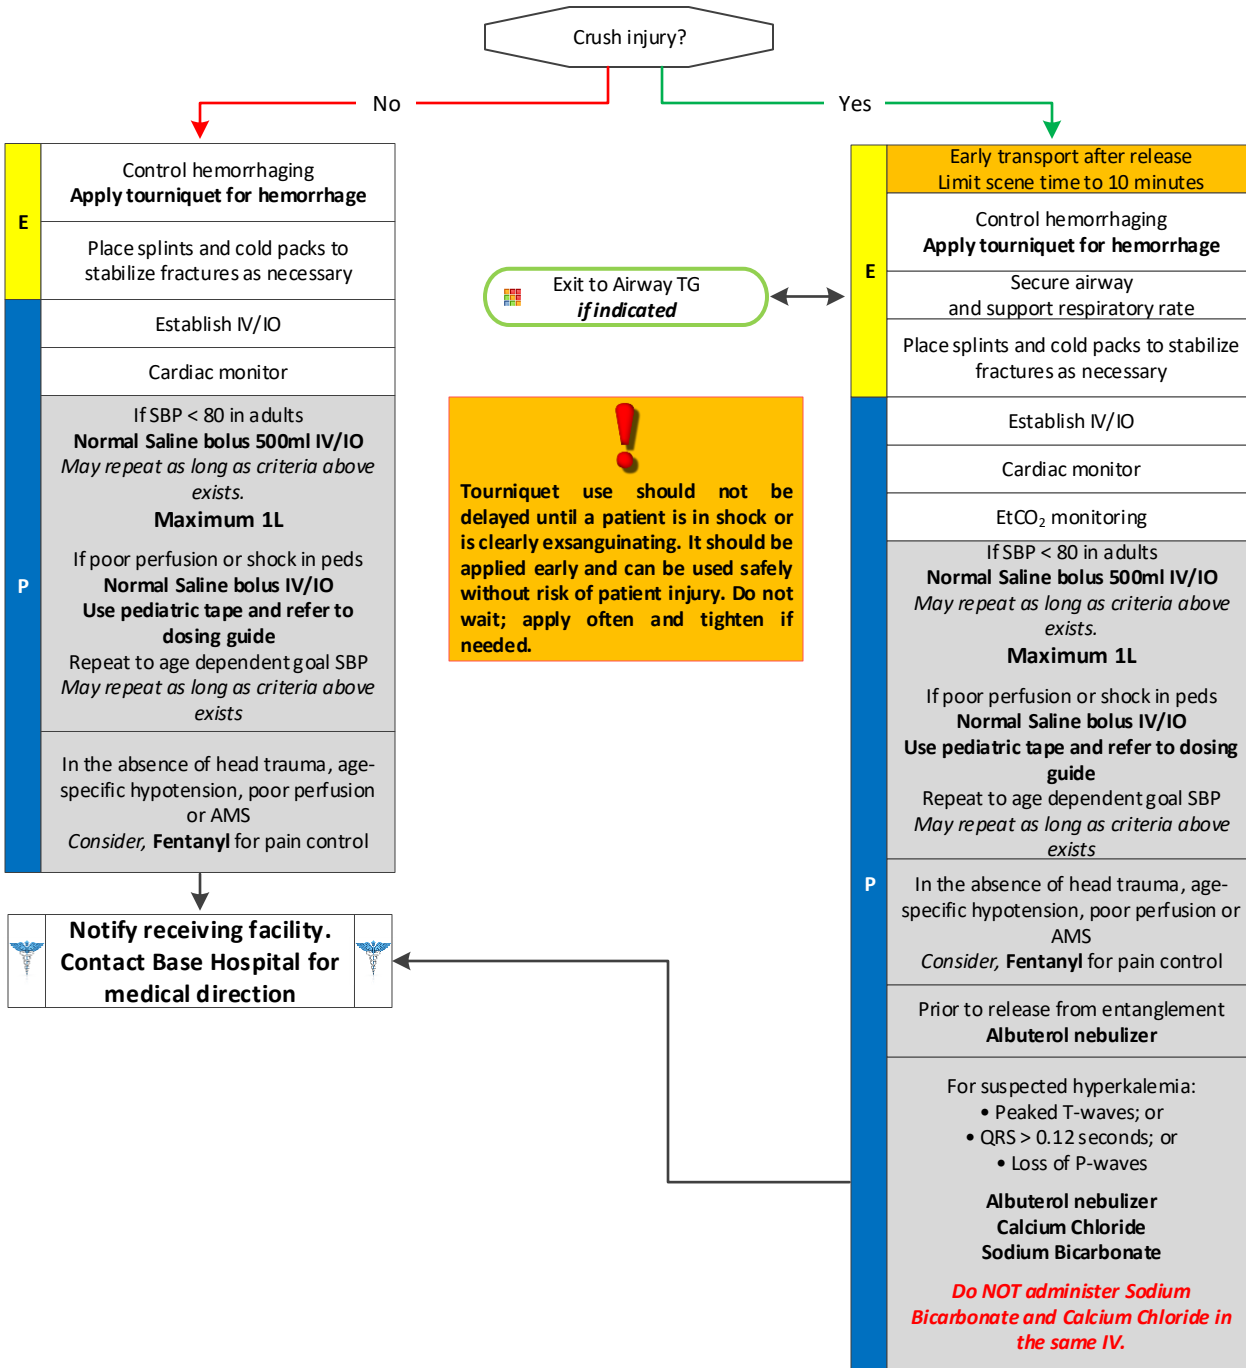 Crush injury?
No
Yes
E
Control hemorrhaging
Apply tourniquet for hemorrhage
Place splints and cold packs to
stabilize fractures as necessary
P
Establish IV/IO
Cardiac monitor
If SBP < 80 in adults
Normal Saline bolus 500ml IV/IO
May repeat as long as criteria above
exists.
Maximum 1L
If poor perfusion or shock in peds
Normal Saline bolus IV/IO
Use pediatric tape and refer to
dosing guide
Repeat to age dependent goal SBP
May repeat as long as criteria above
exists
In the absence of head trauma, age-
specific hypotension, poor perfusion
or AMS
Consider, Fentanyl for pain control
Notify receiving facility.
Contact Base Hospital for
medical direction
Exit to Airway TG
if indicated
Tourniquet use should not be
delayed until a patient is in shock or
is clearly exsanguinating. It should be
applied early and can be used safely
without risk of patient injury. Do not
wait; apply often and tighten if
needed.
E
Early transport after release
Limit scene time to 10 minutes
Control hemorrhaging
Apply tourniquet for hemorrhage
Secure airway
and support respiratory rate
Place splints and cold packs to stabilize
fractures as necessary
P
Establish IV/IO
Cardiac monitor
EtCO₂ monitoring
If SBP < 80 in adults
Normal Saline bolus 500ml IV/IO
May repeat as long as criteria above
exists.
Maximum 1L
If poor perfusion or shock in peds
Normal Saline bolus IV/IO
Use pediatric tape and refer to dosing
guide
Repeat to age dependent goal SBP
May repeat as long as criteria above
exists
In the absence of head trauma, age-
specific hypotension, poor perfusion or
AMS
Consider, Fentanyl for pain control
Prior to release from entanglement
Albuterol nebulizer
For suspected hyperkalemia:
• Peaked T-waves; or
• QRS > 0.12 seconds; or
• Loss of P-waves
Albuterol nebulizer
Calcium Chloride
Sodium Bicarbonate
Do NOT administer Sodium
Bicarbonate and Calcium Chloride in
the same IV.